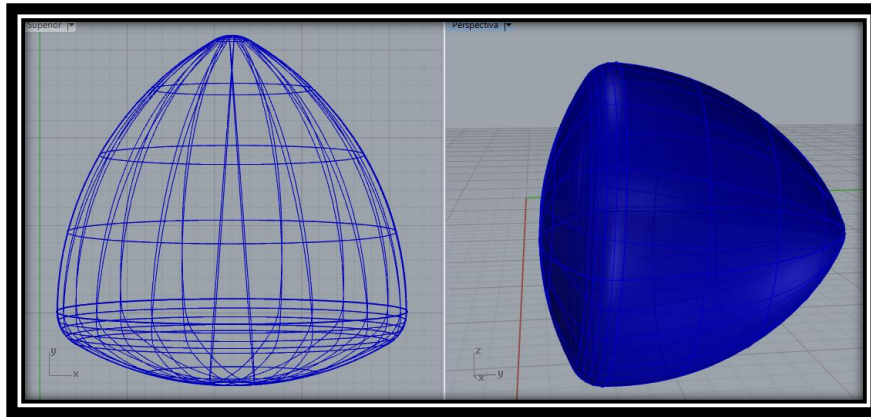 Superior
Perspectiva
y
x
z
x
y